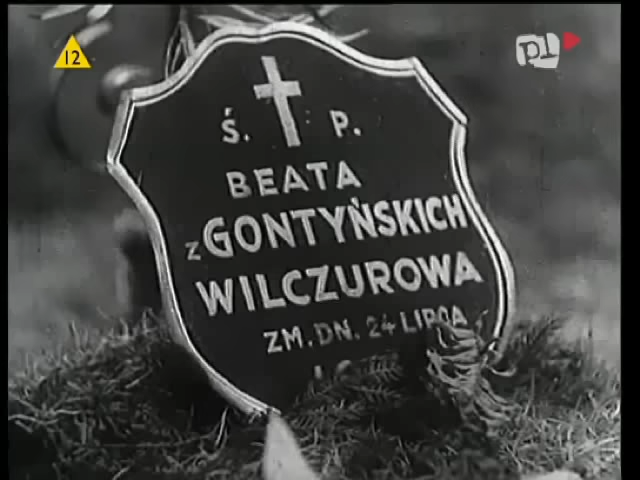 12
pl
Ś. P.
BEATA
z GONTYŃSKICH
WILCZUROWA
ZM. DN. 24 LIPCA